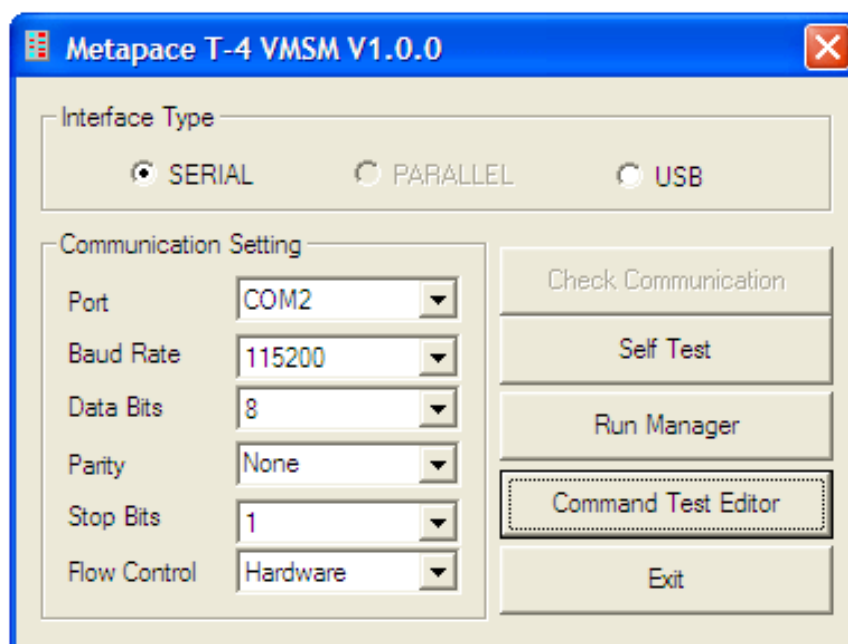 Metapace T-4 VMSM V1.0.0
Interface Type
SERIAL PARALLEL USB
Communication Setting
Port COM2
Baud Rate 115200
Data Bits 8
Parity None
Stop Bits 1
Flow Control Hardware
Check Communication
Self Test
Run Manager
Command Test Editor
Exit